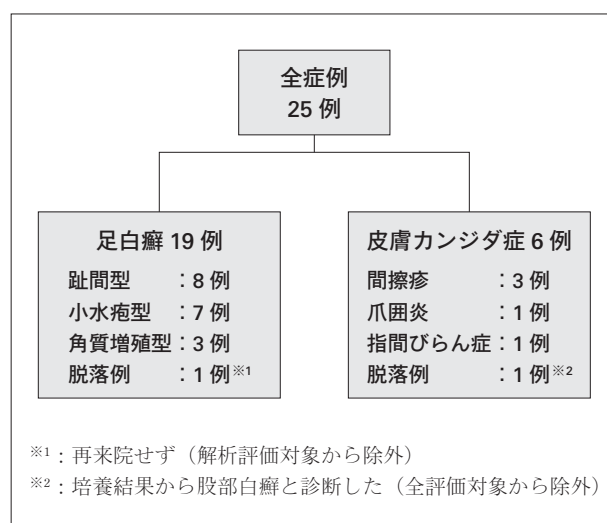 全症例
25 例
足白癬 19 例
趾間型 : 8 例
小水疱型 : 7 例
角質増殖型 : 3 例
脱落例 : 1 例※1
皮膚カンジダ症 6 例
間擦疹 : 3 例
爪囲炎 : 1 例
指間びらん症 : 1 例
脱落例 : 1 例※2
※1 : 再来院せず（解析評価対象から除外）
※2 : 培養結果から股部白癬と診断した（全評価対象から除外）